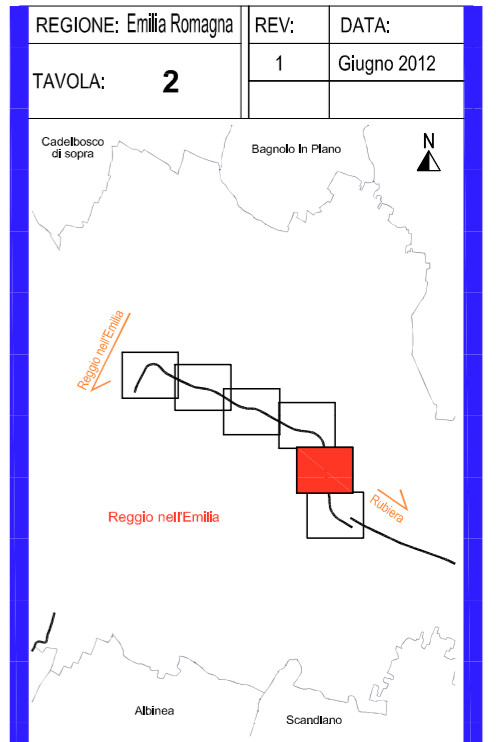 REGIONE: Emilia Romagna
REV:
DATA:
TAVOLA: 2
1
Giugno 2012
Cadelbosco
di sopra
Bagnolo In Piano
N
Reggio nell'Emilia
Rubiera
Reggio nell'Emilia
Albinea
Scandiano